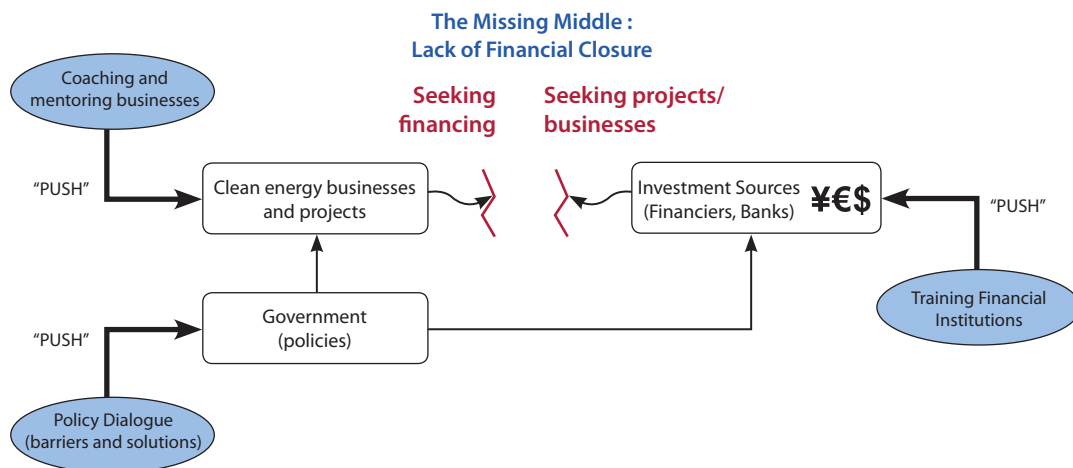 The Missing Middle :
Lack of Financial Closure
Coaching and
mentoring businesses
Seeking
financing
Seeking projects/
businesses
“PUSH”
Clean energy businesses
and projects
Investment Sources
(Financiers, Banks)
¥€$
“PUSH”
Government
(policies)
Training Financial
Institutions
“PUSH”
Policy Dialogue
(barriers and solutions)